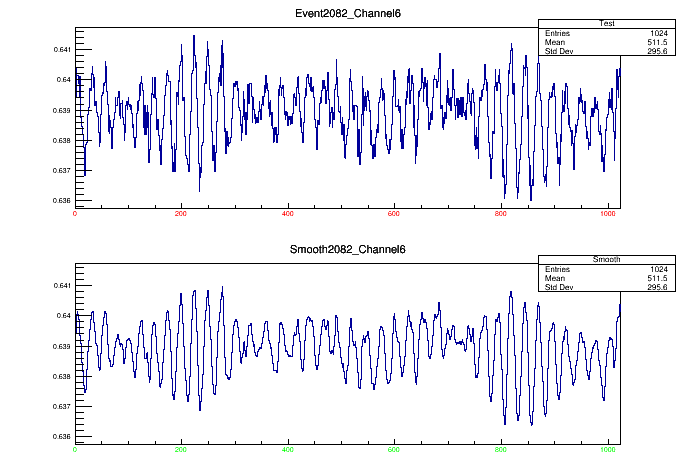 Event2082_Channel6
Test
Entries 1024
Mean 511.5
Std Dev 295.6
0.641
0.64
0.639
0.638
0.637
0.636
0 200 400 600 800 1000
Smooth2082_Channel6
Smooth
Entries 1024
Mean 511.5
Std Dev 295.6
0.641
0.64
0.639
0.638
0.637
0.636
0 200 400 600 800 1000